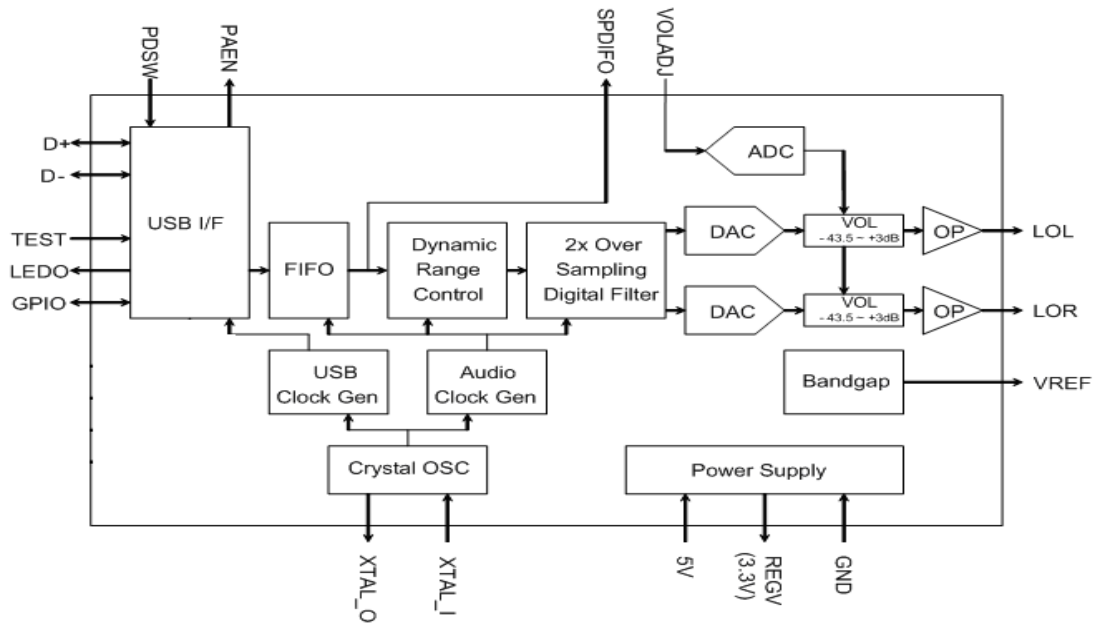 PDSW
PAEN
SPDIFO
VOLADJ
D+
D-
TEST
LEDO
GPIO
USB I/F
FIFO
Dynamic
Range
Control
2x Over
Sampling
Digital Filter
ADC
DAC
VOL
- 43.5 ~ +3dB
OP
LOL
DAC
VOL
- 43.5 ~ +3dB
OP
LOR
USB
Clock Gen
Audio
Clock Gen
Bandgap
VREF
Crystal OSC
Power Supply
XTAL_O
XTAL_I
5V
REGV
(3.3V)
GND